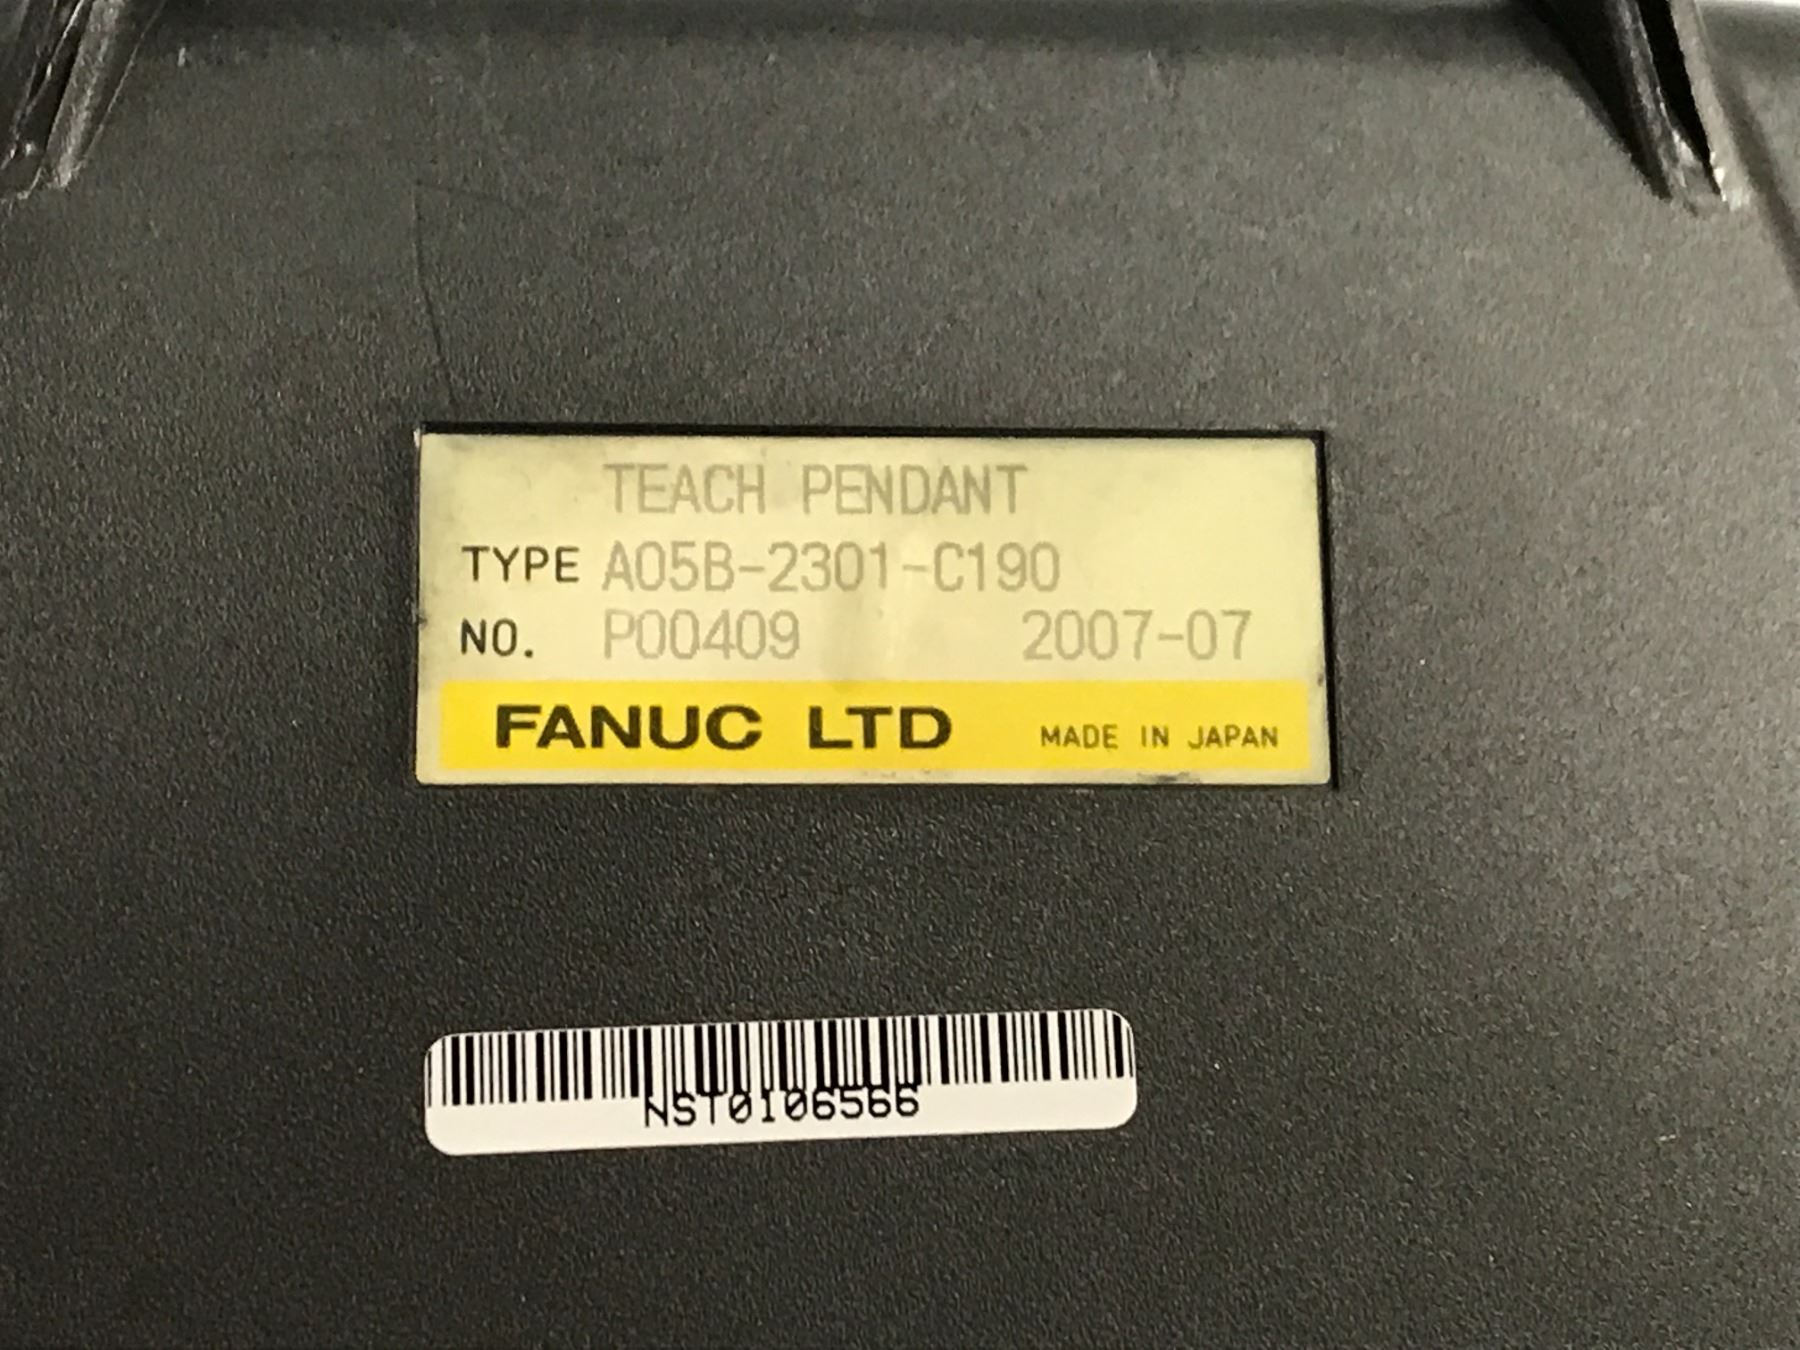 TEACH PENDANT
TYPE A05B-2301-C190
NO. P00409 2007-07
FANUC LTD MADE IN JAPAN
NST0106566